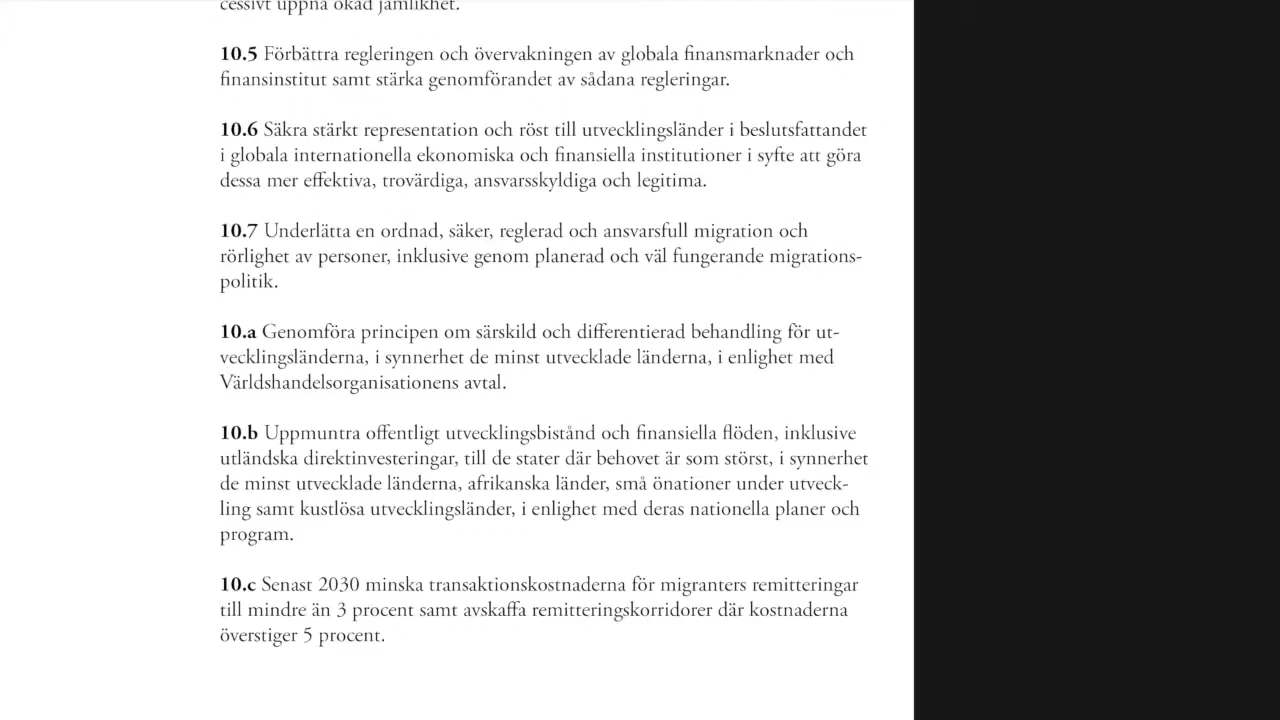 cessivt uppnå ökad jämlikhet.
10.5 Förbättra regleringen och övervakningen av globala finansmarknader och
finansinstitut samt stärka genomförandet av sådana regleringar.
10.6 Säkra stärkt representation och röst till utvecklingsländer i beslutsfattandet
i globala internationella ekonomiska och finansiella institutioner i syfte att göra
dessa mer effektiva, trovärdiga, ansvarsskyldiga och legitima.
10.7 Underlätta en ordnad, säker, reglerad och ansvarsfull migration och
rörlighet av personer, inklusive genom planerad och väl fungerande migrations-
politik.
10.a Genomföra principen om särskild och differentierad behandling för ut-
vecklingsländerna, i synnerhet de minst utvecklade länderna, i enlighet med
Världshandelsorganisationens avtal.
10.b Uppmuntra offentligt utvecklingsbistånd och finansiella flöden, inklusive
utländska direktinvesteringar, till de stater där behovet är som störst, i synnerhet
de minst utvecklade länderna, afrikanska länder, små önationer under utveck-
ling samt kustlösa utvecklingsländer, i enlighet med deras nationella planer och
program.
10.c Senast 2030 minska transaktionskostnaderna för migranters remitteringar
till mindre än 3 procent samt avskaffa remitteringskorridorer där kostnaderna
överstiger 5 procent.